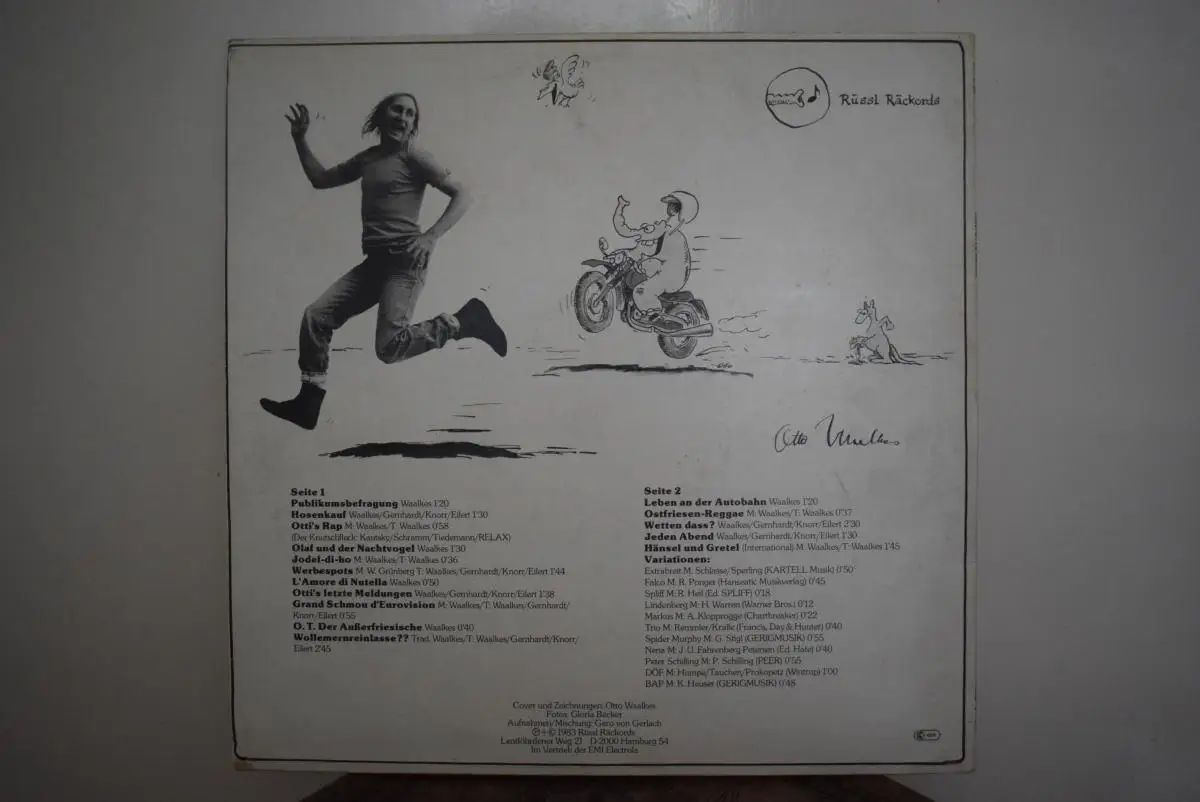 Rüssl Räckords
Otto Waalkes
Seite 1
Publikumsbefragung Waalkes 1'20
Hosenkauf Waalkes/Gernhardt/Knorr/Eilert 1'30
Otti's Rap M: Waalkes/T: Waalkes 0'58
(Der Knutschfleck: Kautsky/Schramm/Tiedemann/RELAX)
Olaf und der Nachtvogel Waalkes 1'30
Jodel-di-ho M: Waalkes/T: Waalkes 0'36
Werbespots M: W. Grünberg T: Waalkes/Gernhardt/Knorr/Eilert 1'44
L'Amore di Nutella Waalkes 0'50
Otti's letzte Meldungen Waalkes/Gernhardt/Knorr/Eilert 1'38
Grand Schmou d'Eurovision M: Waalkes/T: Waalkes/Gernhardt/
Knorr/Eilert 0'55
O. T. Der Außerfriesische Waalkes 0'40
Wollemernreinlasse?? Trad. Waalkes/T: Waalkes/Gernhardt/Knorr/
Eilert 2'45
Seite 2
Leben an der Autobahn Waalkes 1'20
Ostfriesen-Reggae M: Waalkes/T: Waalkes 0'37
Wetten dass? Waalkes/Gernhardt/Knorr/Eilert 2'30
Jeden Abend Waalkes/Gernhardt/Knorr/Eilert 1'30
Hänsel und Gretel (International) M: Waalkes/T: Waalkes 1'45
Variationen:
Extrabreit M: Schlasse/Sperling (KARTELL Musik) 0'50
Falco M: R. Ponger (Hanseatic Musikverlag) 0'45
Spliff M: R. Heil (Ed. SPLIFF) 0'18
Lindenberg M: H. Warren (Warner Bros.) 0'12
Markus M: A. Klopprogge (Chartbreaker) 0'22
Trio M: Remmler/Kralle (Francis, Day & Hunter) 0'40
Spider Murphy M: G. Stigl (GERIGMUSIK) 0'55
Nena M: J. U. Fahrenberg Petersen (Ed. Hate) 0'40
Peter Schilling M: P. Schilling (PEER) 0'55
DÖF M: Humpe/Tauchen/Prokopetz (Wintrup) 1'00
BAP M: K. Heuser (GERIGMUSIK) 0'48
Cover und Zeichnungen: Otto Waalkes
Fotos: Gloria Becker
Aufnahmen/Mischung: Gero von Gerlach
℗+© 1983 Rüssl Räckords
Lentföhrdener Weg 21 D-2000 Hamburg 54
Im Vertrieb der EMI Electrola